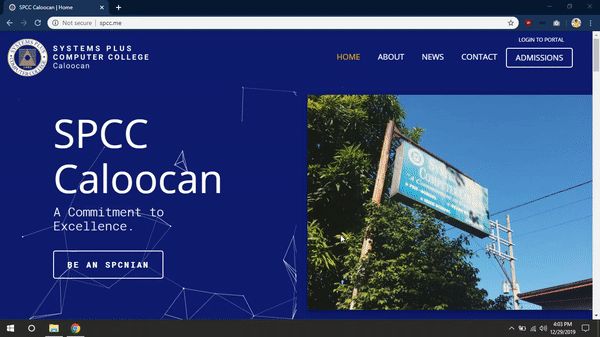 SPCC Caloocan | Home
Not secure | spcc.me
SYSTEMS PLUS
COMPUTER COLLEGE
Caloocan
LOGIN TO PORTAL
HOME
ABOUT
NEWS
CONTACT
ADMISSIONS
SPCC
Caloocan
A Commitment to
Excellence.
BE AN SPCNIAN
4:03 PM
12/29/2019